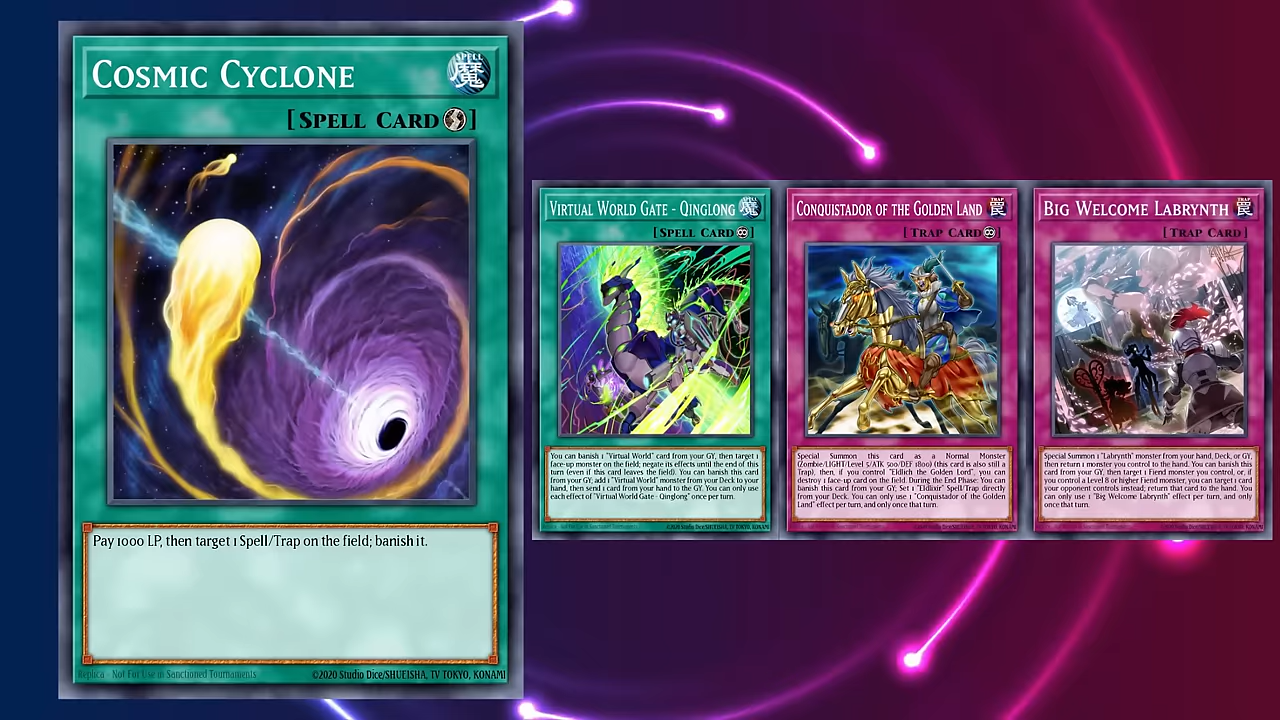 COSMIC CYCLONE
SPELL
魔
[SPELL CARD]
Pay 1000 LP, then target 1 Spell/Trap on the field; banish it.
Replica - Not For Use in Sanctioned Tournaments
©2020 Studio Dice/SHUEISHA, TV TOKYO, KONAMI
VIRTUAL WORLD GATE - QINGLONG
SPELL
魔
[SPELL CARD]
You can banish 1 "Virtual World" card from your GY, then target 1
face-up monster on the field; negate its effects until the end of this
turn (even if this card leaves the field). You can banish this card
from your GY; add 1 "Virtual World" monster from your Deck to your
hand, then send 1 card from your hand to the GY. You can only use
each effect of "Virtual World Gate - Qinglong" once per turn.
©2020 Studio Dice/SHUEISHA, TV TOKYO, KONAMI
CONQUISTADOR OF THE GOLDEN LAND
TRAP
罠
[TRAP CARD]
Special Summon this card as a Normal Monster
(Zombie/LIGHT/Level 5/ATK 500/DEF 1800) (this card is also still a
Trap), then, if you control "Eldlich the Golden Lord", you can
destroy 1 face-up card on the field. During the End Phase: You can
banish this card from your GY; Set 1 "Eldlixir" Spell/Trap directly
from your Deck. You can only use 1 "Conquistador of the Golden
Land" effect per turn, and only once that turn.
BIG WELCOME LABRYNTH
TRAP
罠
[TRAP CARD]
Special Summon 1 "Labrynth" monster from your hand, Deck, or GY,
then return 1 monster you control to the hand. You can banish this
card from your GY, then target 1 Fiend monster you control, or, if
you control a Level 8 or higher Fiend monster, you can target 1 card
your opponent controls instead; return that card to the hand. You
can only use 1 "Big Welcome Labrynth" effect per turn, and only
once that turn.